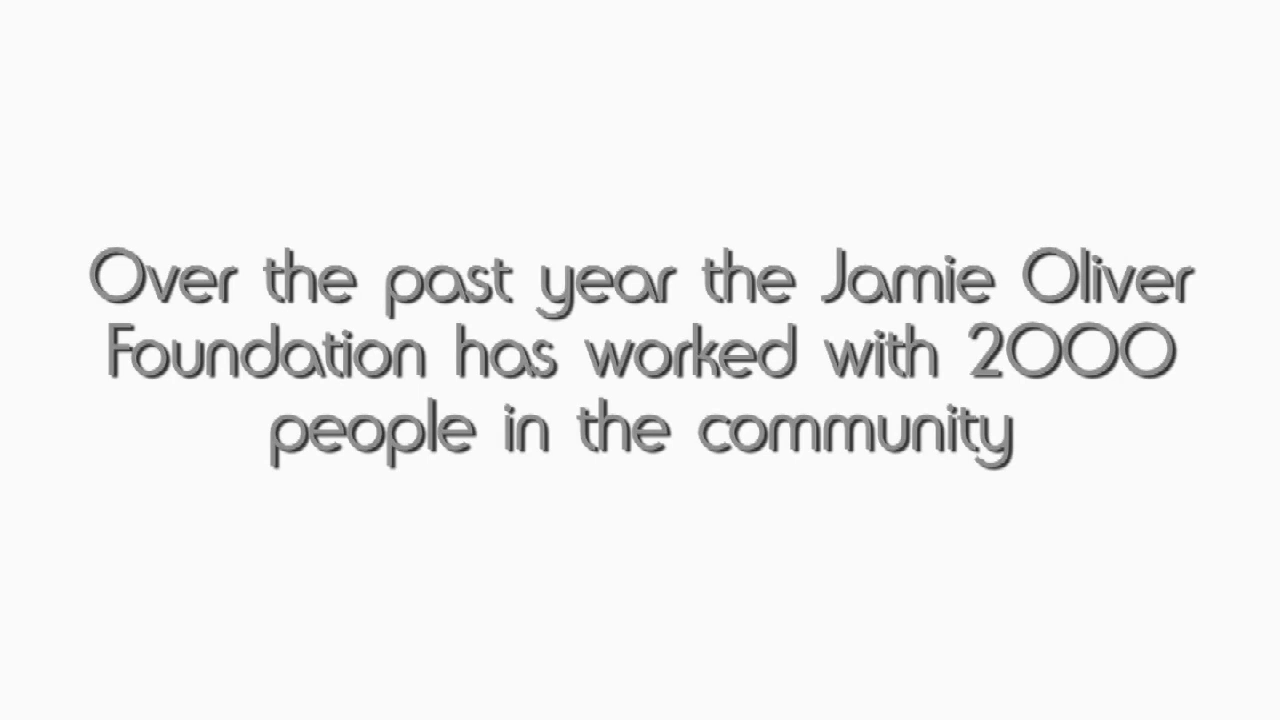 Over the past year the Jamie Oliver
Foundation has worked with 2000
people in the community